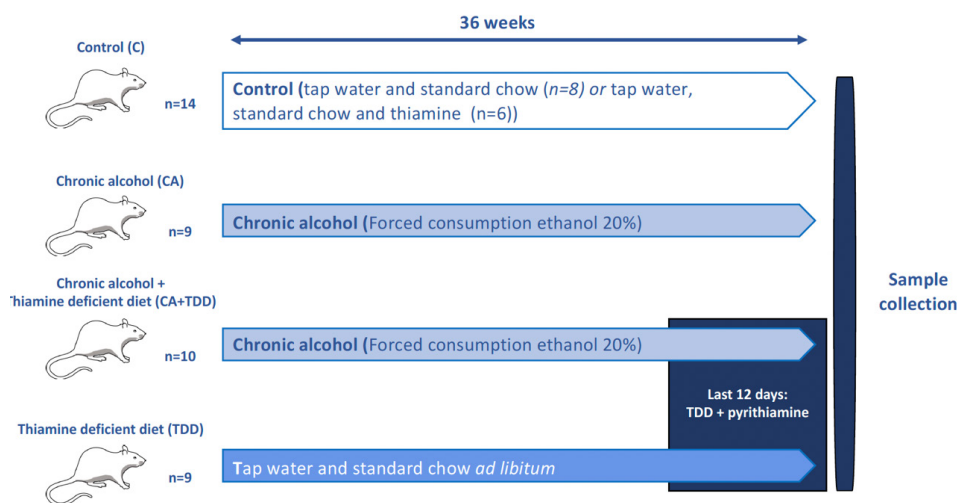 36 weeks
Control (C)
n=14
Control (tap water and standard chow (n=8) or tap water,
standard chow and thiamine (n=6))
Chronic alcohol (CA)
n=9
Chronic alcohol (Forced consumption ethanol 20%)
Chronic alcohol +
hiamine deficient diet (CA+TDD)
n=10
Chronic alcohol (Forced consumption ethanol 20%)
Last 12 days:
TDD + pyrithiamine
Thiamine deficient diet (TDD)
n=9
Tap water and standard chow ad libitum
Sample
collection